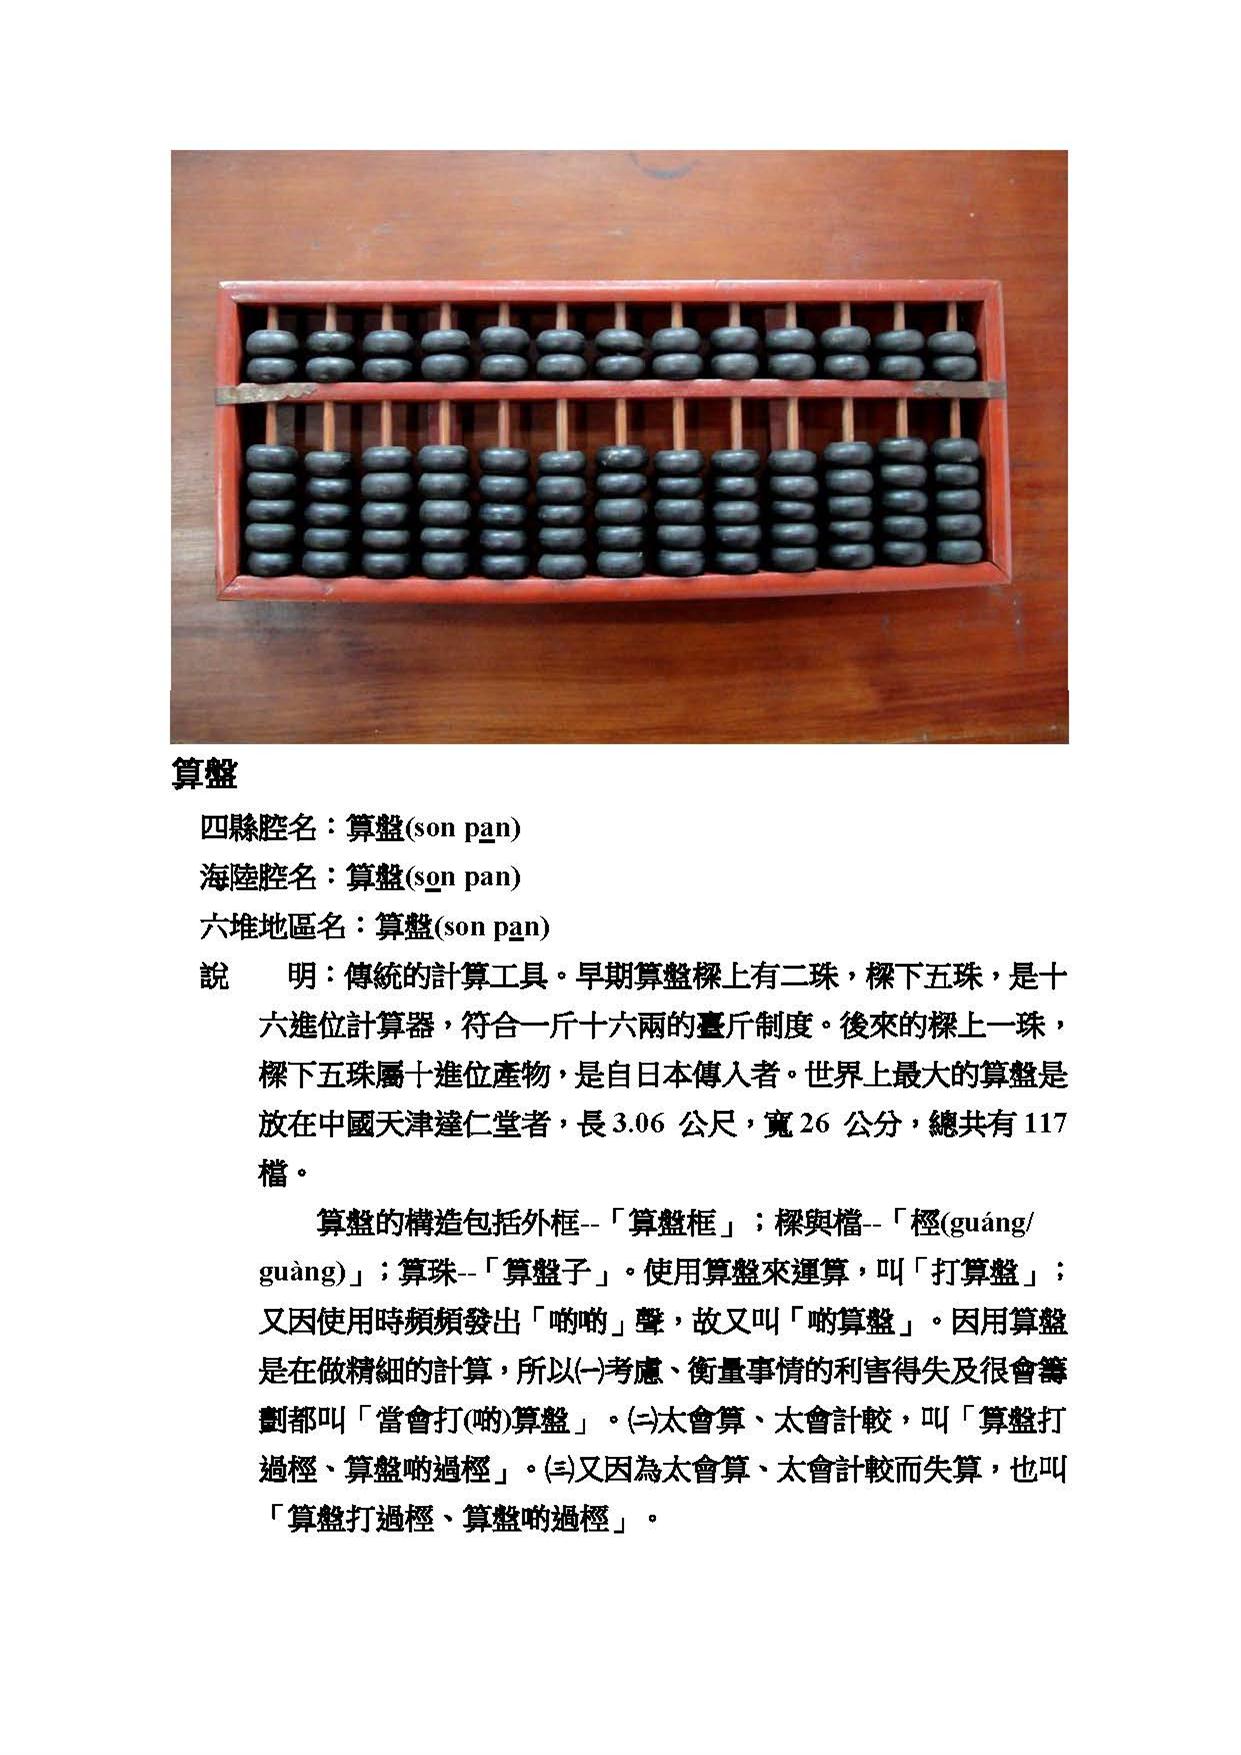 算盤
四縣腔名：算盤(son pa̲n)
海陸腔名：算盤(so̲n pan)
六堆地區名：算盤(son pa̲n)
說　　明：傳統的計算工具。早期算盤樑上有二珠，樑下五珠，是十
六進位計算器，符合一斤十六兩的臺斤制度。後來的樑上一珠，
樑下五珠屬十進位產物，是自日本傳入者。世界上最大的算盤是
放在中國天津達仁堂者，長 3.06 公尺，寬 26 公分，總共有 117
檔。
算盤的構造包括外框--「算盤框」；樑與檔--「桱(guáng/
guàng)」；算珠--「算盤子」。使用算盤來運算，叫「打算盤」；
又因使用時頻頻發出「啲啲」聲，故又叫「啲算盤」。因用算盤
是在做精細的計算，所以㈠考慮、衡量事情的利害得失及很會籌
劃都叫「當會打(啲)算盤」。㈡太會算、太會計較，叫「算盤打
過桱、算盤啲過桱」。㈢又因為太會算、太會計較而失算，也叫
「算盤打過桱、算盤啲過桱」。